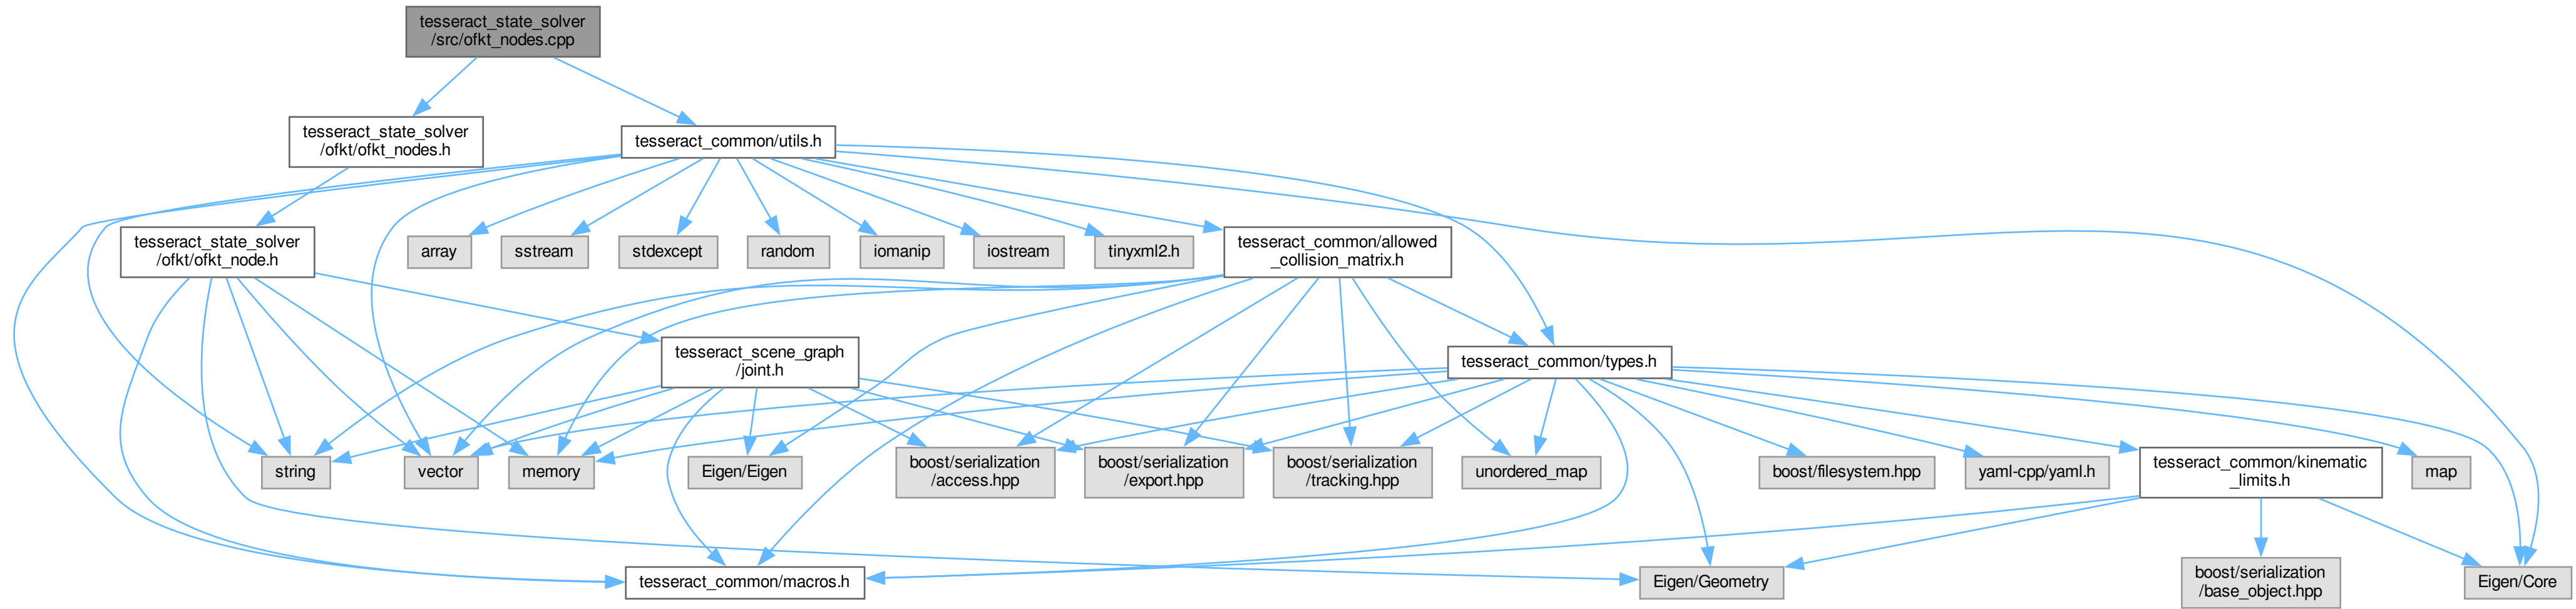 tesseract_state_solver
/src/ofkt_nodes.cpp
tesseract_state_solver
/ofkt/ofkt_nodes.h
tesseract_common/utils.h
tesseract_state_solver
/ofkt/ofkt_node.h
array
sstream
stdexcept
random
iomanip
iostream
tinyxml2.h
tesseract_common/allowed
_collision_matrix.h
tesseract_scene_graph
/joint.h
tesseract_common/types.h
string
vector
memory
Eigen/Eigen
boost/serialization
/access.hpp
boost/serialization
/export.hpp
boost/serialization
/tracking.hpp
unordered_map
boost/filesystem.hpp
yaml-cpp/yaml.h
tesseract_common/kinematic
_limits.h
map
tesseract_common/macros.h
Eigen/Geometry
boost/serialization
/base_object.hpp
Eigen/Core